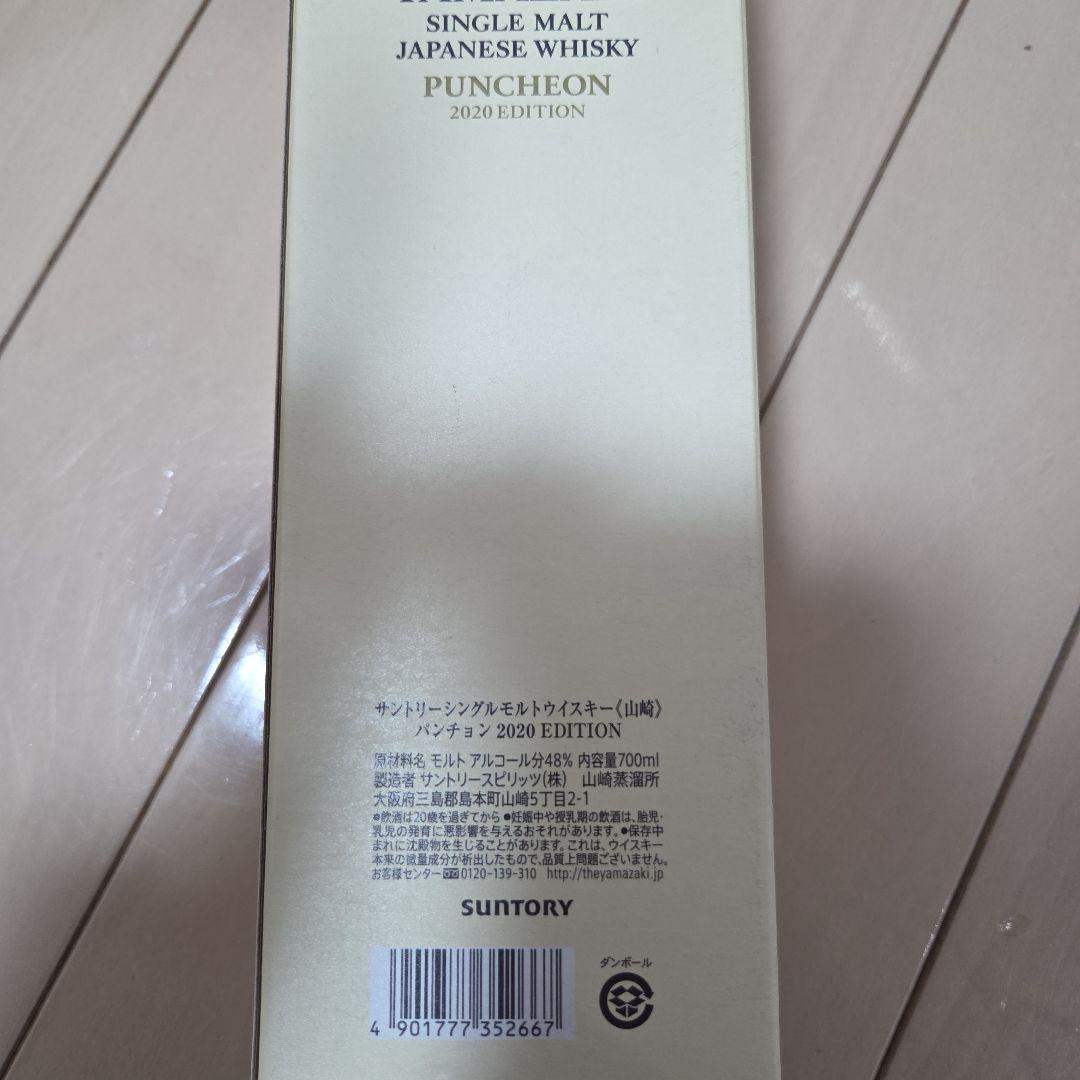 SINGLE MALT
JAPANESE WHISKY
PUNCHEON
2020 EDITION
サントリーシングルモルトウイスキー《山崎》
パンチョン 2020 EDITION
原材料名 モルト アルコール分48% 内容量700ml
製造者 サントリースピリッツ(株) 山崎蒸溜所
大阪府三島郡島本町山崎5丁目2-1
●飲酒は20歳を過ぎてから ●妊娠中や授乳期の飲酒は、胎児・
乳児の発育に悪影響を与えるおそれがあります。●保存中
まれに沈殿物を生じることがあります。これは、ウイスキー
本来の微量成分が析出したもので、品質上問題ございません。
お客様センター 0120-139-310 http://theyamazaki.jp
SUNTORY
ダンボール
4 901777 352667